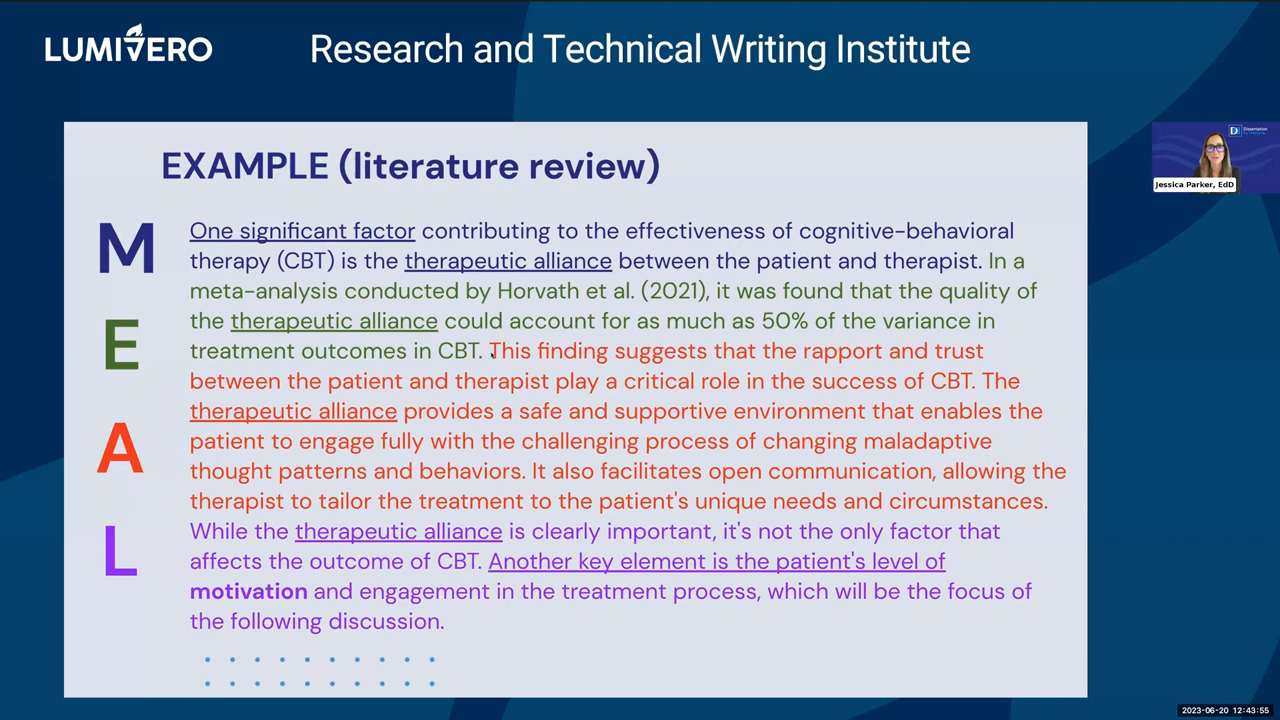 LUMIVERO
Research and Technical Writing Institute
Jessica Parker, EdD
EXAMPLE (literature review)
M
E
A
L
One significant factor contributing to the effectiveness of cognitive-behavioral
therapy (CBT) is the therapeutic alliance between the patient and therapist. In a
meta-analysis conducted by Horvath et al. (2021), it was found that the quality of
the therapeutic alliance could account for as much as 50% of the variance in
treatment outcomes in CBT. This finding suggests that the rapport and trust
between the patient and therapist play a critical role in the success of CBT. The
therapeutic alliance provides a safe and supportive environment that enables the
patient to engage fully with the challenging process of changing maladaptive
thought patterns and behaviors. It also facilitates open communication, allowing the
therapist to tailor the treatment to the patient's unique needs and circumstances.
While the therapeutic alliance is clearly important, it's not the only factor that
affects the outcome of CBT. Another key element is the patient's level of
motivation and engagement in the treatment process, which will be the focus of
the following discussion.
2023-06-20 12:43:55